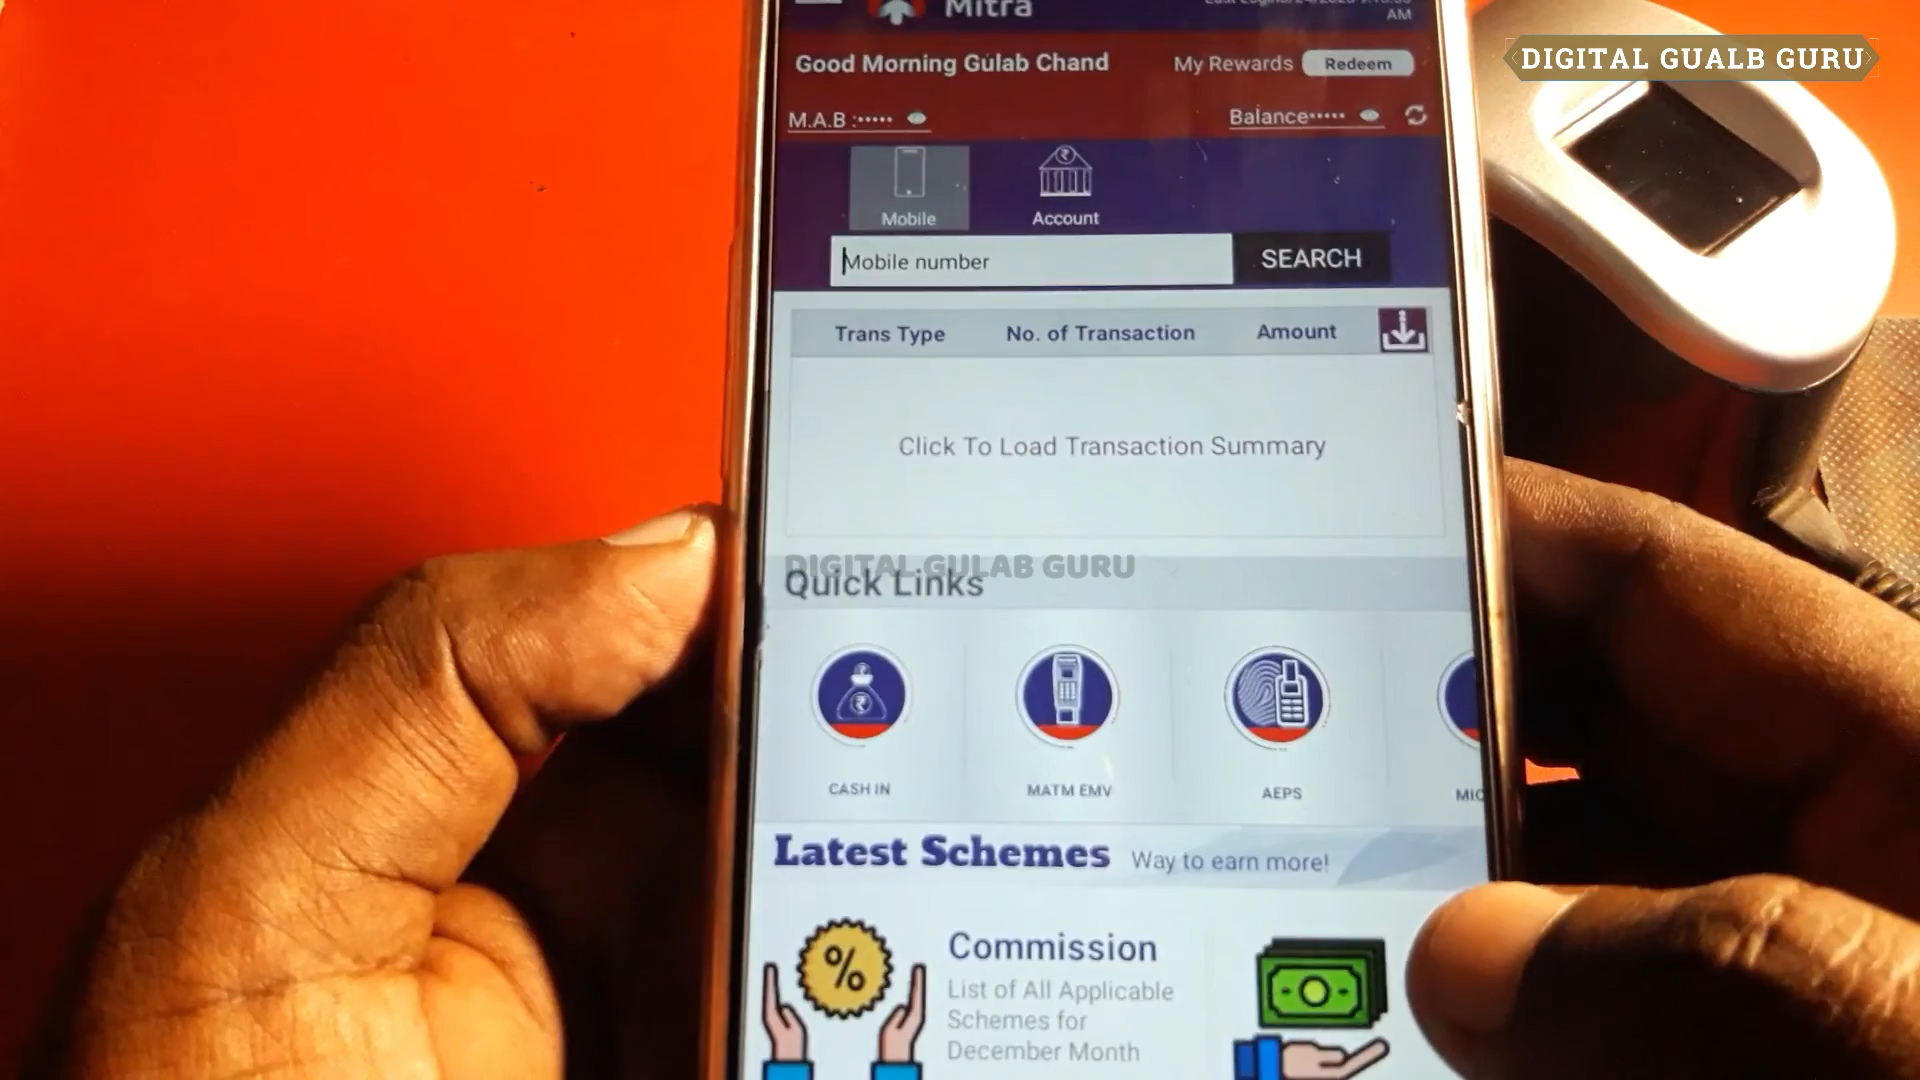 Mitra
AM
DIGITAL GUALB GURU
Good Morning Gulab Chand
My Rewards
Redeem
M.A.B :·····
Balance·····
Mobile
Account
Mobile number
SEARCH
Trans Type
No. of Transaction
Amount
Click To Load Transaction Summary
DIGITAL GULAB GURU
Quick Links
CASH IN
MATM EMV
AEPS
Latest Schemes
Way to earn more!
%
Commission
List of All Applicable
Schemes for
December Month